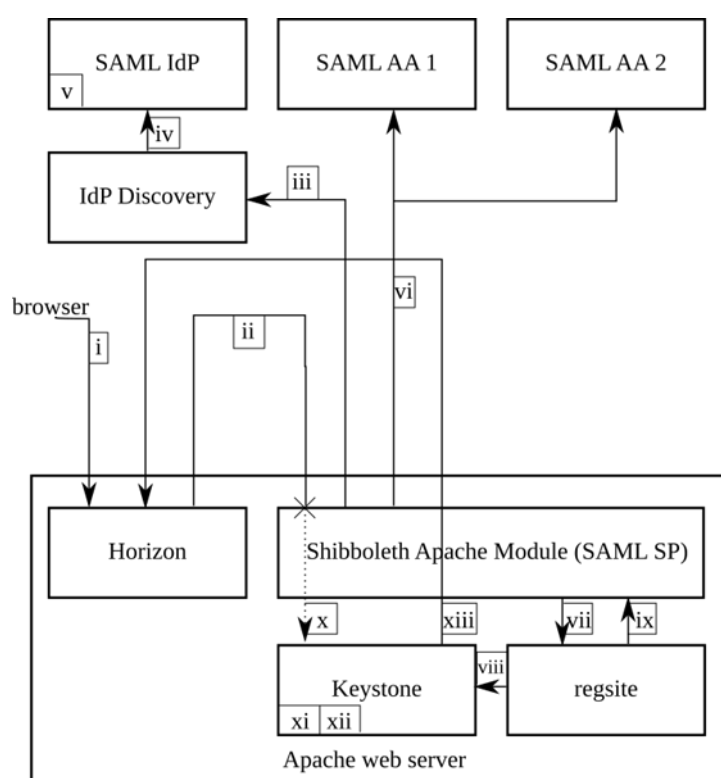 SAML IdP
SAML AA 1
SAML AA 2
v
iv
IdP Discovery
iii
vi
browser
i
ii
Horizon
Shibboleth Apache Module (SAML SP)
x
xiii
vii
ix
viii
Keystone
regsite
xi
xii
Apache web server